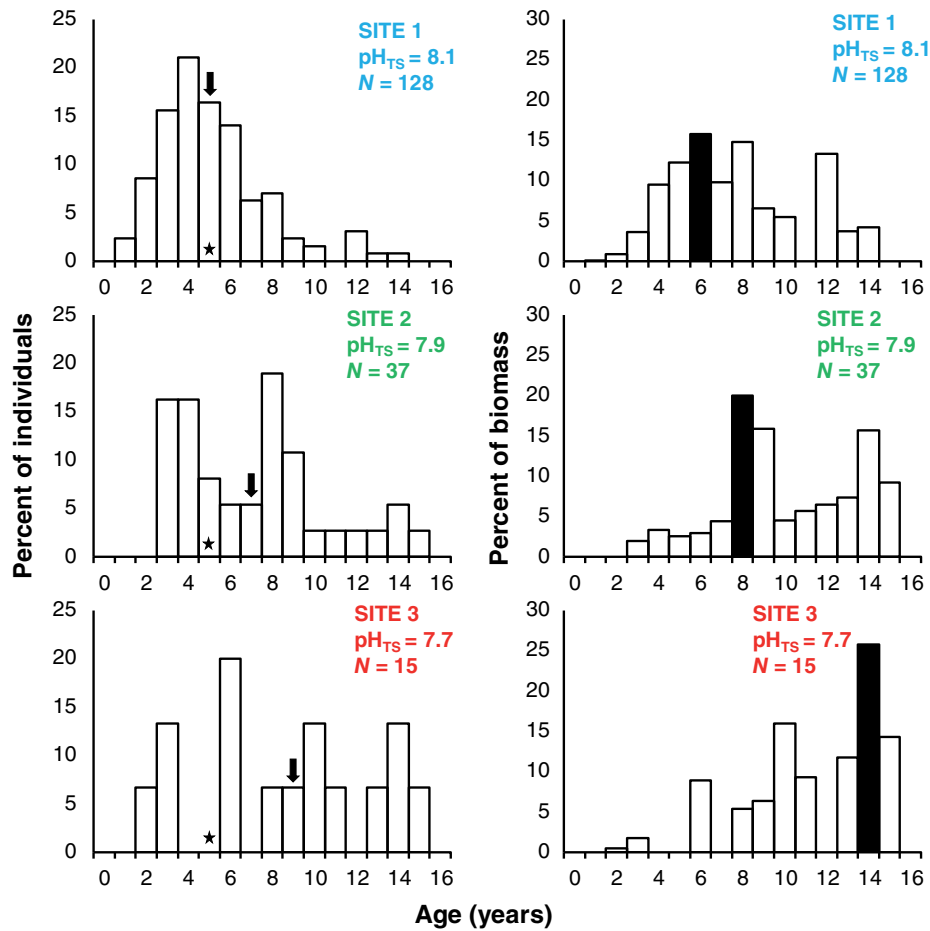 25
20
15
10
5
0
SITE 1
pHTS = 8.1
N = 128
0 2 4 6 8 10 12 14 16
30
25
20
15
10
5
0
SITE 1
pHTS = 8.1
N = 128
0 2 4 6 8 10 12 14 16
Percent of individuals
25
20
15
10
5
0
SITE 2
pHTS = 7.9
N = 37
0 2 4 6 8 10 12 14 16
Percent of biomass
30
25
20
15
10
5
0
SITE 2
pHTS = 7.9
N = 37
0 2 4 6 8 10 12 14 16
25
20
15
10
5
0
SITE 3
pHTS = 7.7
N = 15
0 2 4 6 8 10 12 14 16
30
25
20
15
10
5
0
SITE 3
pHTS = 7.7
N = 15
0 2 4 6 8 10 12 14 16
Age (years)